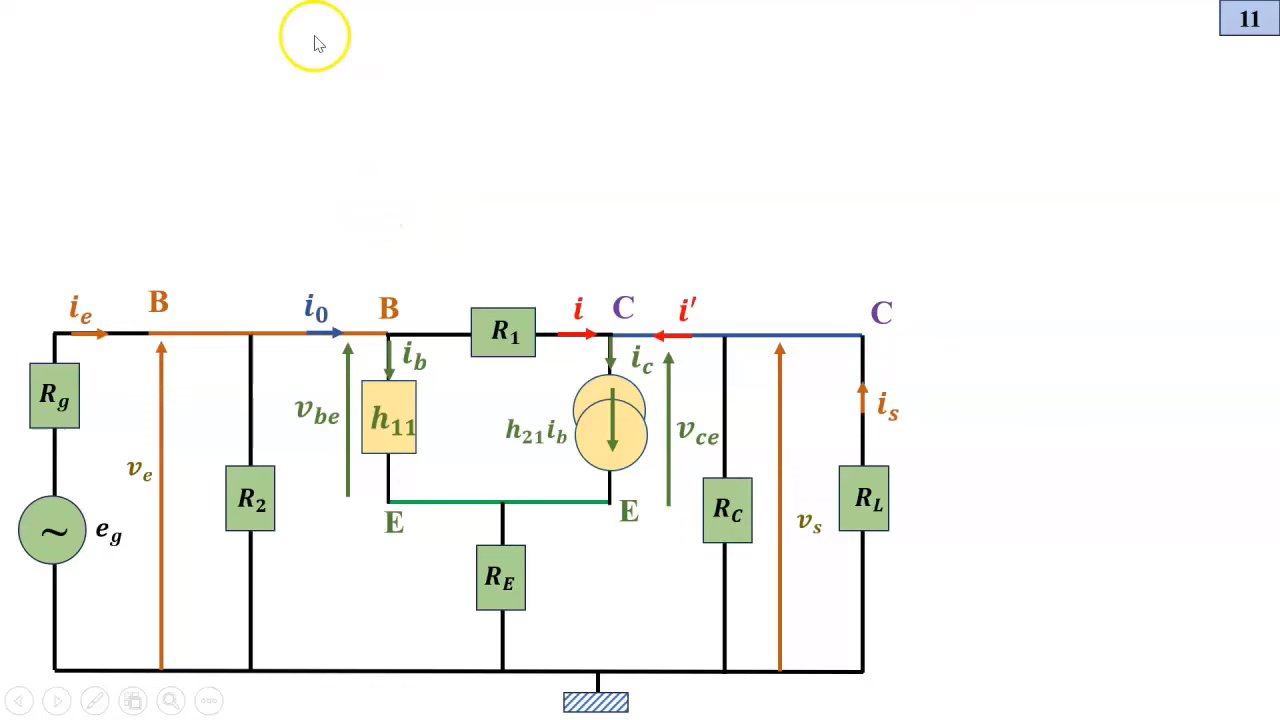 11
i_e
B
i_0
B
R_1
i
C
i'
C
i_b
i_c
R_g
v_be
h_11
h_21 i_b
v_ce
i_s
v_e
R_2
R_C
v_s
R_L
e_g
~
E
E
R_E